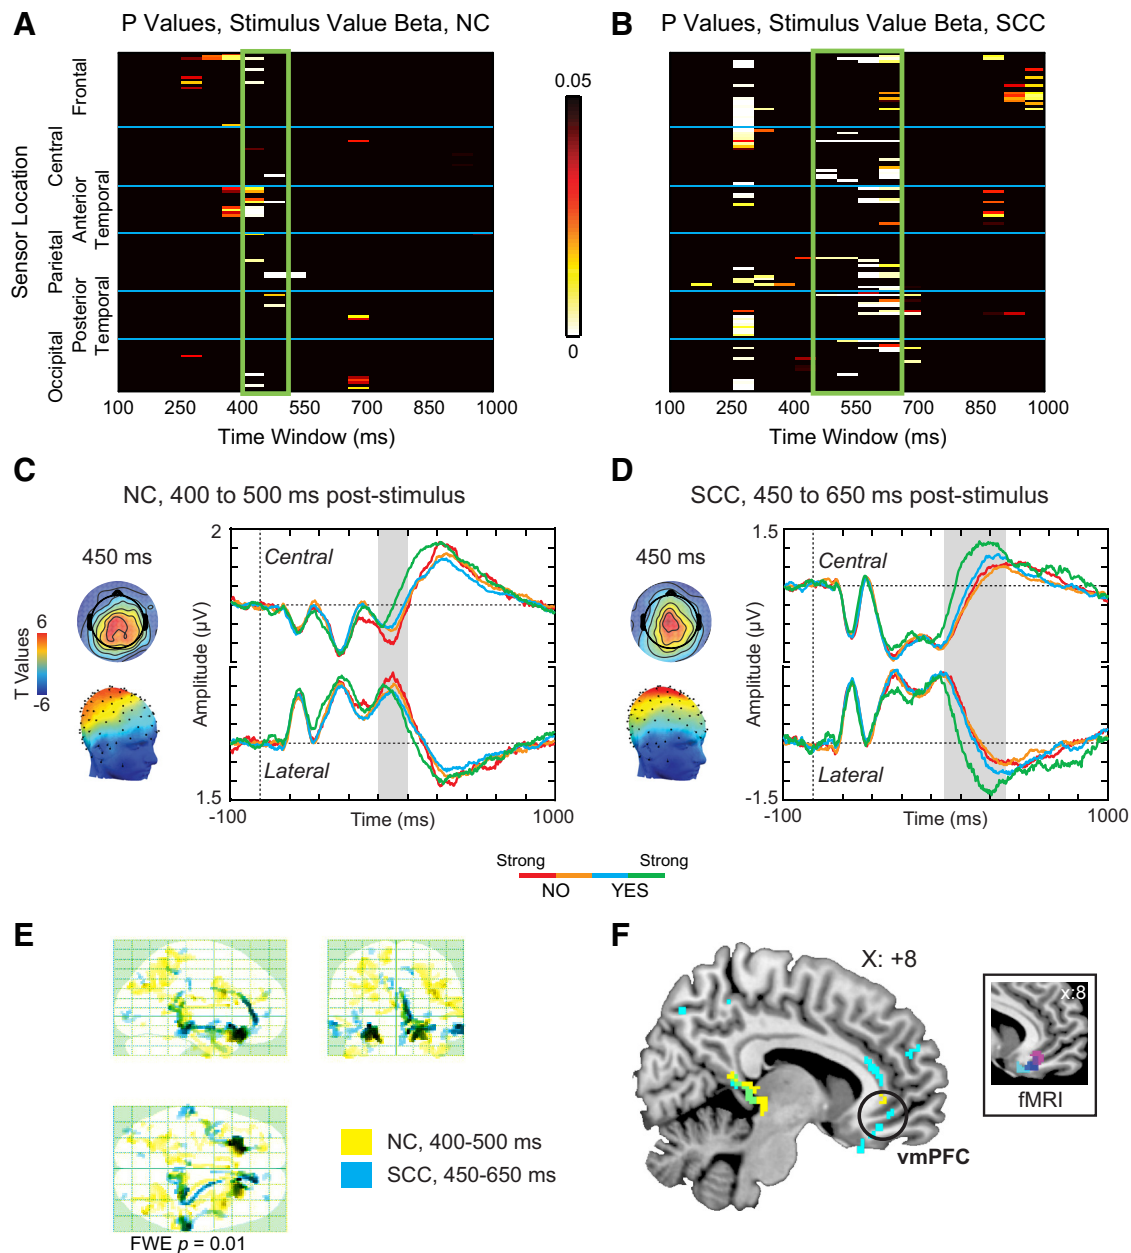 A
P Values, Stimulus Value Beta, NC
B
P Values, Stimulus Value Beta, SCC
Sensor Location
Frontal
Central
Anterior
Temporal
Parietal
Posterior
Temporal
Occipital
0.05
0
100 250 400 550 700 850 1000
Time Window (ms)
100 250 400 550 700 850 1000
Time Window (ms)
C
NC, 400 to 500 ms post-stimulus
450 ms
T Values
6
-6
Amplitude (µV)
2
Central
Lateral
1.5
-100 Time (ms) 1000
D
SCC, 450 to 650 ms post-stimulus
450 ms
Amplitude (µV)
1.5
Central
Lateral
-1.5
-100 Time (ms) 1000
Strong Strong
NO YES
E
NC, 400-500 ms
SCC, 450-650 ms
FWE p = 0.01
F
X: +8
vmPFC
x:8
fMRI